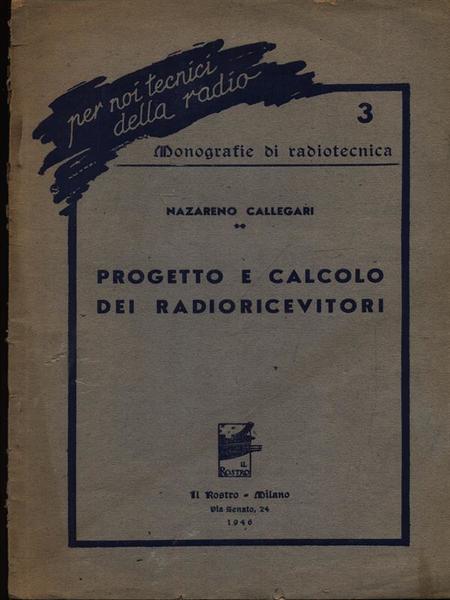 per noi tecnici
della radio
3
Monografie di radiotecnica
NAZARENO CALLEGARI
PROGETTO E CALCOLO
DEI RADIORICEVITORI
IL
ROSTRO
Il Rostro - Milano
Via Senato, 24
1946